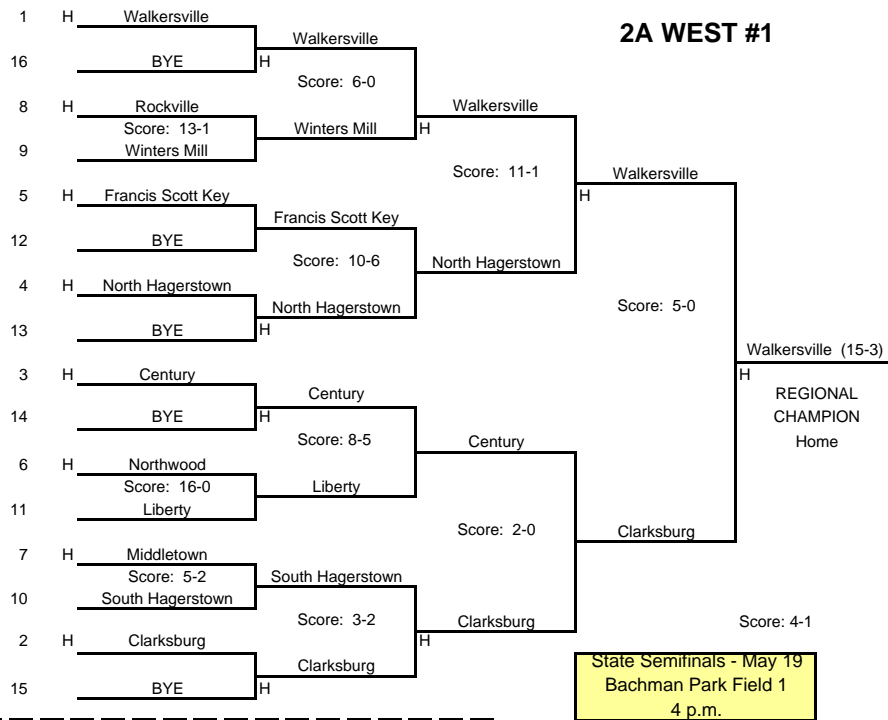 2A WEST #1
1 H Walkersville
Walkersville
16 BYE H
Score: 6-0
8 H Rockville
Walkersville
Score: 13-1
Winters Mill H
9 Winters Mill
Score: 11-1
Walkersville
5 H Francis Scott Key
H
Francis Scott Key
12 BYE
Score: 10-6
North Hagerstown
4 H North Hagerstown
North Hagerstown
Score: 5-0
13 BYE H
Walkersville (15-3)
3 H Century
H
Century
REGIONAL
14 BYE H
CHAMPION
Score: 8-5
Century
Home
6 H Northwood
Score: 16-0
Liberty
11 Liberty
Score: 2-0
Clarksburg
7 H Middletown
Score: 5-2
South Hagerstown
10 South Hagerstown
Score: 3-2
Clarksburg
Score: 4-1
2 H Clarksburg
H
Clarksburg
State Semifinals - May 19
15 BYE H
Bachman Park Field 1
4 p.m.